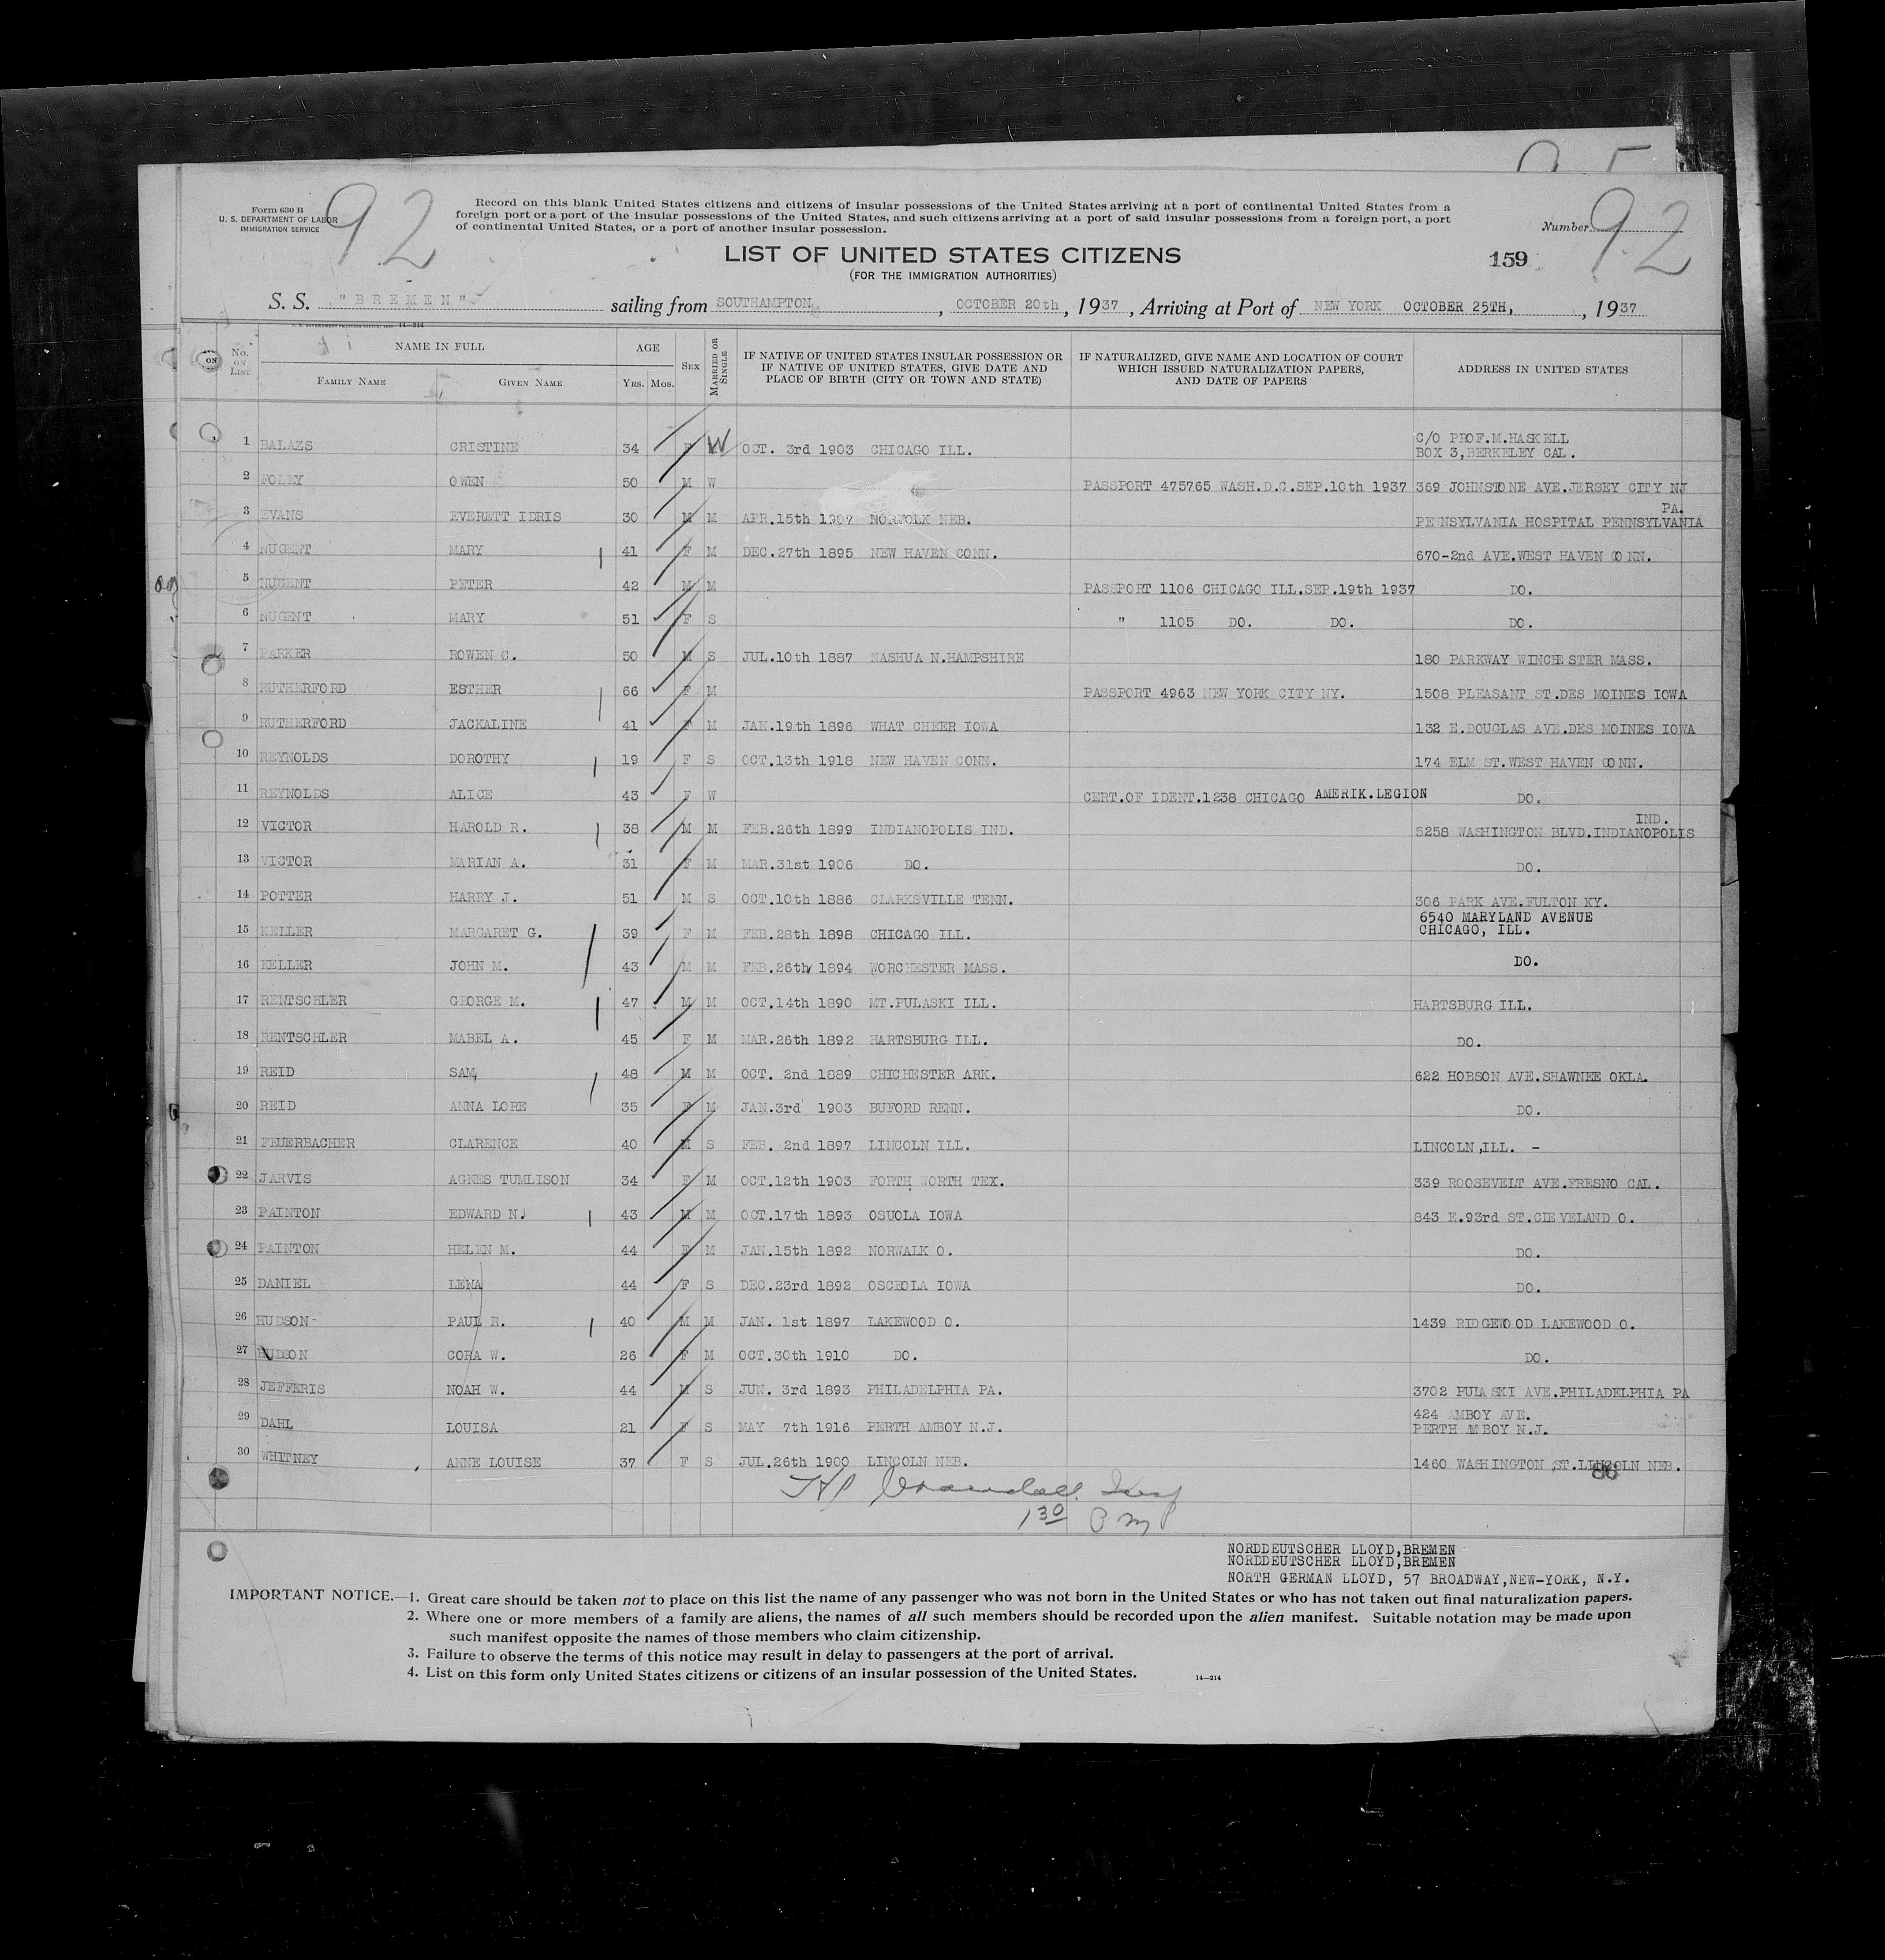 Form 630 B
U. S. DEPARTMENT OF LABOR
IMMIGRATION SERVICE
92
Record on this blank United States citizens and citizens of insular possessions of the United States arriving at a port of continental United States from a
foreign port or a port of the insular possessions of the United States, and such citizens arriving at a port of said insular possessions from a foreign port, a port
of continental United States, or a port of another insular possession.
Number 92
LIST OF UNITED STATES CITIZENS
(FOR THE IMMIGRATION AUTHORITIES)
159
S. S. "BREMEN" sailing from SOUTHAMPTON, OCTOBER 20th, 1937, Arriving at Port of NEW YORK OCTOBER 25TH, , 1937
No. ON LIST NAME IN FULL FAMILY NAME GIVEN NAME AGE YRS. MOS. SEX MARRIED OR SINGLE IF NATIVE OF UNITED STATES INSULAR POSSESSION OR IF NATIVE OF UNITED STATES, GIVE DATE AND PLACE OF BIRTH (CITY OR TOWN AND STATE) IF NATURALIZED, GIVE NAME AND LOCATION OF COURT WHICH ISSUED NATURALIZATION PAPERS, AND DATE OF PAPERS ADDRESS IN UNITED STATES
1 BALAZS CRISTINE 34 F W OCT. 3rd 1903 CHICAGO ILL. C/O PROF.M.HASKELL BOX 3,BERKELEY CAL.
2 FOLEY OWEN 50 M W PASSPORT 475765 WASH.D.C.SEP.10th 1937 369 JOHNSTONE AVE.JERSEY CITY NJ
3 EVANS EVERETT IDRIS 30 M M APR.15th 1907 NORFOLK NEB. PENNSYLVANIA HOSPITAL PENNSYLVANIA PA.
4 NUGENT MARY 41 F M DEC.27th 1895 NEW HAVEN CONN. 670-2nd AVE.WEST HAVEN CONN.
5 NUGENT PETER 42 M M PASSPORT 1106 CHICAGO ILL.SEP.19th 1937 DO.
6 NUGENT MARY 51 F S " 1105 DO. DO. DO.
7 PARKER ROWEN C. 50 M S JUL.10th 1887 NASHUA N.HAMPSHIRE 180 PARKWAY WINCHESTER MASS.
8 RUTHERFORD ESTHER 66 F M PASSPORT 4963 NEW YORK CITY NY. 1508 PLEASANT ST.DES MOINES IOWA
9 RUTHERFORD JACKALINE 41 F M JAN.19th 1896 WHAT CHEER IOWA 132 E.DOUGLAS AVE.DES MOINES IOWA
10 REYNOLDS DOROTHY 19 F S OCT.13th 1918 NEW HAVEN CONN. 174 ELM ST.WEST HAVEN CONN.
11 REYNOLDS ALICE 43 F W CERT.OF IDENT.1238 CHICAGO AMERIK.LEGION DO.
12 VICTOR HAROLD R. 38 M M FEB.26th 1899 INDIANOPOLIS IND. 5258 WASHINGTON BLVD.INDIANOPOLIS IND.
13 VICTOR MARIAN A. 31 F M MAR.31st 1906 DO. DO.
14 POTTER HARRY J. 51 M S OCT.10th 1886 CLARKSVILLE TENN. 306 PARK AVE.FULTON KY.
15 KELLER MARGARET G. 39 F M FEB.28th 1898 CHICAGO ILL. 6540 MARYLAND AVENUE CHICAGO, ILL.
16 KELLER JOHN M. 43 M M FEB.26th 1894 WORCHESTER MASS. DO.
17 RENTSCHLER GEORGE M. 47 M M OCT.14th 1890 MT.PULASKI ILL. HARTSBURG ILL.
18 RENTSCHLER MABEL A. 45 F M MAR.26th 1892 HARTSBURG ILL. DO.
19 REID SAM 48 M M OCT. 2nd 1889 CHICHESTER ARK. 622 HOBSON AVE.SHAWNEE OKLA.
20 REID ANNA LORE 35 F M JAN.3rd 1903 BUFORD RENN. DO.
21 FEUERBACHER CLARENCE 40 M S FEB. 2nd 1897 LINCOLN ILL. LINCOLN,ILL. -
22 JARVIS AGNES TUMLISON 34 F M OCT.12th 1903 FORTH WORTH TEX. 339 ROOSEVELT AVE.FRESNO CAL.
23 PAINTON EDWARD N. 43 M M OCT.17th 1893 OSUOLA IOWA 843 E.93rd ST.CLEVELAND O.
24 PAINTON HELEN M. 44 F M JAN.15th 1892 NORWALK O. DO.
25 DANIEL LENA 44 F S DEC.23rd 1892 OSCEOLA IOWA DO.
26 HUDSON PAUL R. 40 M M JAN. 1st 1897 LAKEWOOD O. 1439 RIDGEWOOD LAKEWOOD O.
27 HUDSON CORA W. 26 F M OCT.30th 1910 DO. DO.
28 JEFFERIS NOAH W. 44 M S JUN. 3rd 1893 PHILADELPHIA PA. 3702 PULASKI AVE.PHILADELPHIA PA
29 DAHL LOUISA 21 F S MAY 7th 1916 PERTH AMBOY N.J. 424 AMBOY AVE. PERTH AMBOY N.J.
30 WHITNEY ANNE LOUISE 37 F S JUL.26th 1900 LINCOLN NEB. 1460 WASHINGTON ST.LINCOLN NEB.
86
1 30 P m
NORDDEUTSCHER LLOYD,BREMEN
NORDDEUTSCHER LLOYD,BREMEN
NORTH GERMAN LLOYD, 57 BROADWAY,NEW-YORK, N.Y.
IMPORTANT NOTICE.—1. Great care should be taken not to place on this list the name of any passenger who was not born in the United States or who has not taken out final naturalization papers.
2. Where one or more members of a family are aliens, the names of all such members should be recorded upon the alien manifest. Suitable notation may be made upon
such manifest opposite the names of those members who claim citizenship.
3. Failure to observe the terms of this notice may result in delay to passengers at the port of arrival.
4. List on this form only United States citizens or citizens of an insular possession of the United States.
14—214